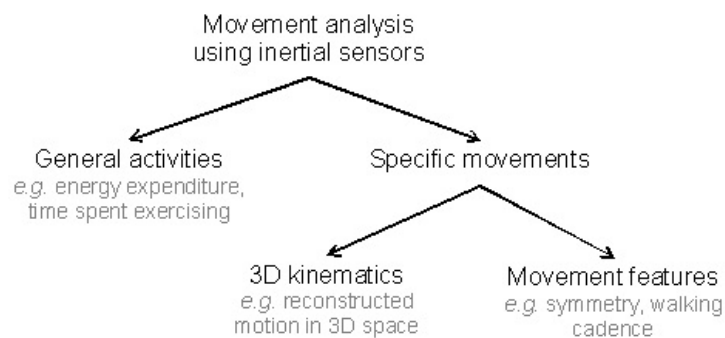 Movement analysis
using inertial sensors
General activities
e.g. energy expenditure,
time spent exercising
Specific movements
3D kinematics
e.g. reconstructed
motion in 3D space
Movement features
e.g. symmetry, walking
cadence